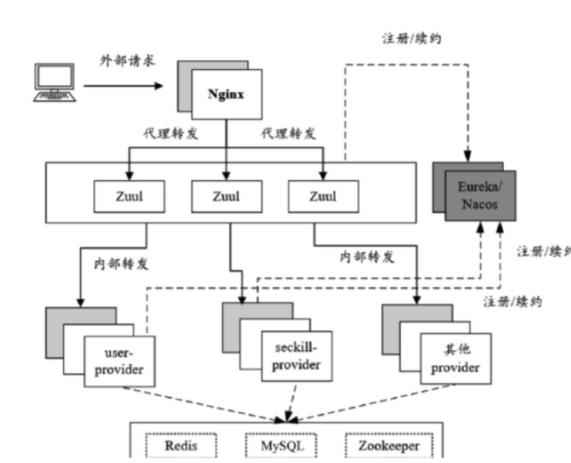 注册/续约
外部请求
Nginx
代理转发 代理转发
Zuul Zuul Zuul
Eureka/
Nacos
内部转发 内部转发
注册/续约
注册/续约
user-
provider
seckill-
provider
其他
provider
Redis MySQL Zookeeper